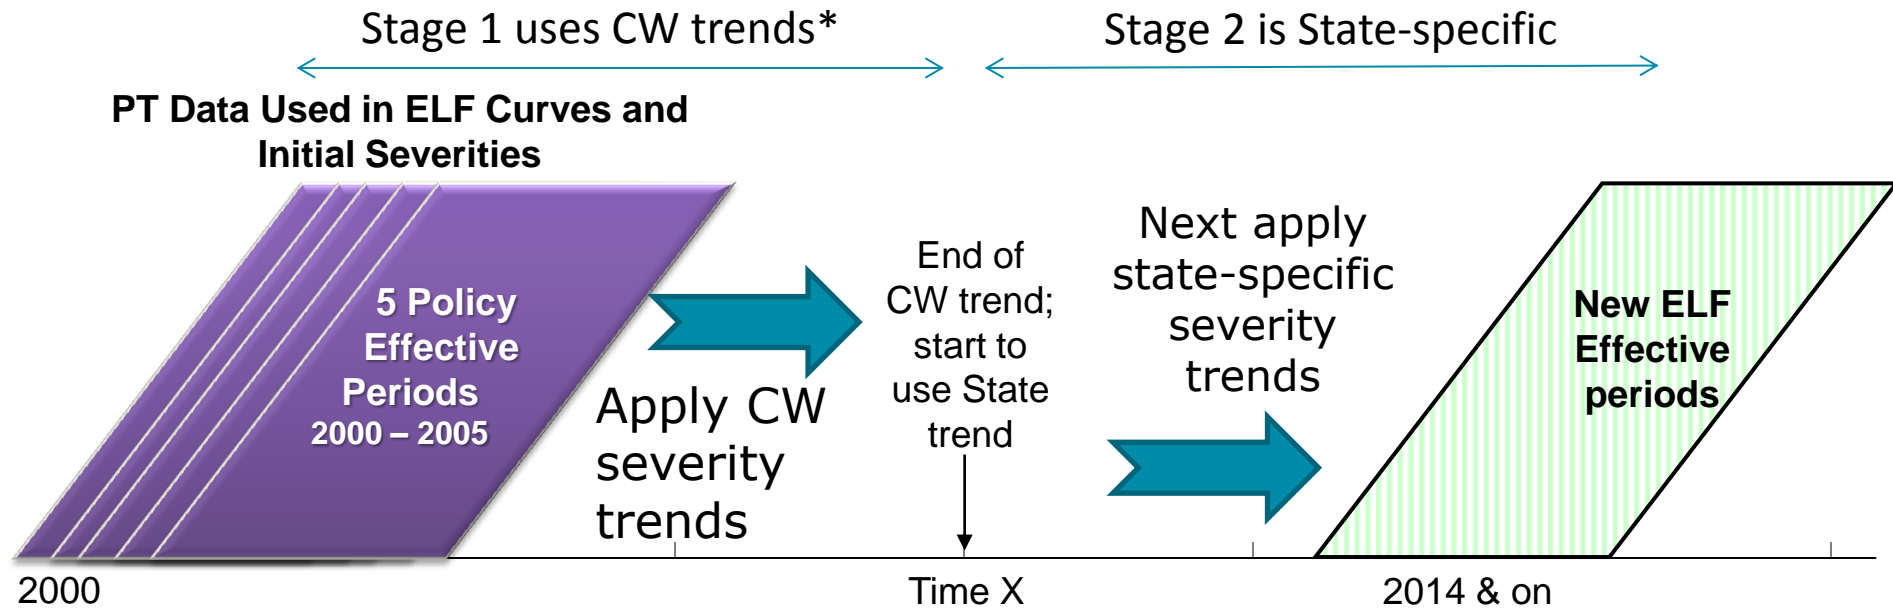 Stage 1 uses CW trends*
Stage 2 is State-specific
PT Data Used in ELF Curves and
Initial Severities
5 Policy
Effective
Periods
2000 – 2005
Apply CW
severity
trends
End of
CW trend;
start to
use State
trend
Next apply
state-specific
severity
trends
New ELF
Effective
periods
2000
Time X
2014 & on